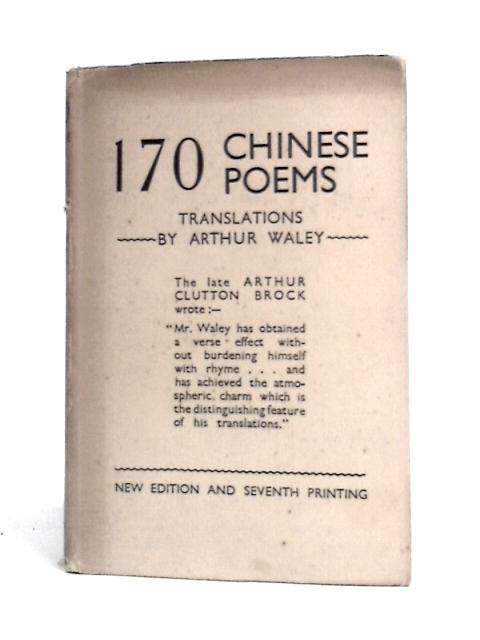 170 CHINESE
POEMS
TRANSLATIONS
BY ARTHUR WALEY
The late ARTHUR
CLUTTON BROCK
wrote :—
"Mr. Waley has obtained
a verse effect with-
out burdening himself
with rhyme . . . and
has achieved the atmo-
spheric charm which is
the distinguishing feature
of his translations."
NEW EDITION AND SEVENTH PRINTING